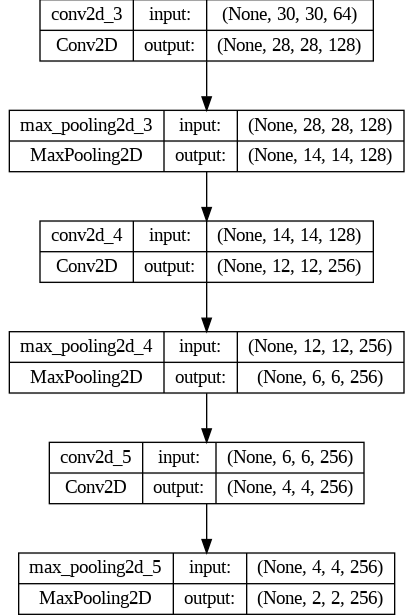 conv2d_3 input: (None, 30, 30, 64)
Conv2D output: (None, 28, 28, 128)
max_pooling2d_3 input: (None, 28, 28, 128)
MaxPooling2D output: (None, 14, 14, 128)
conv2d_4 input: (None, 14, 14, 128)
Conv2D output: (None, 12, 12, 256)
max_pooling2d_4 input: (None, 12, 12, 256)
MaxPooling2D output: (None, 6, 6, 256)
conv2d_5 input: (None, 6, 6, 256)
Conv2D output: (None, 4, 4, 256)
max_pooling2d_5 input: (None, 4, 4, 256)
MaxPooling2D output: (None, 2, 2, 256)